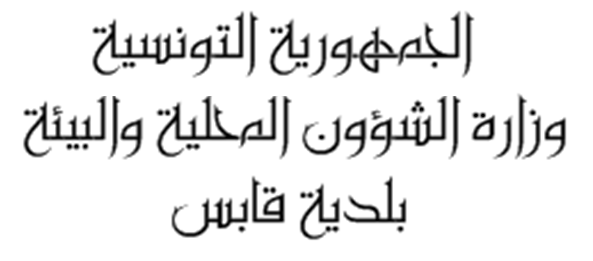 الجمهورية التونسية
وزارة الشؤون المحلية والبيئة
بلدية قابس